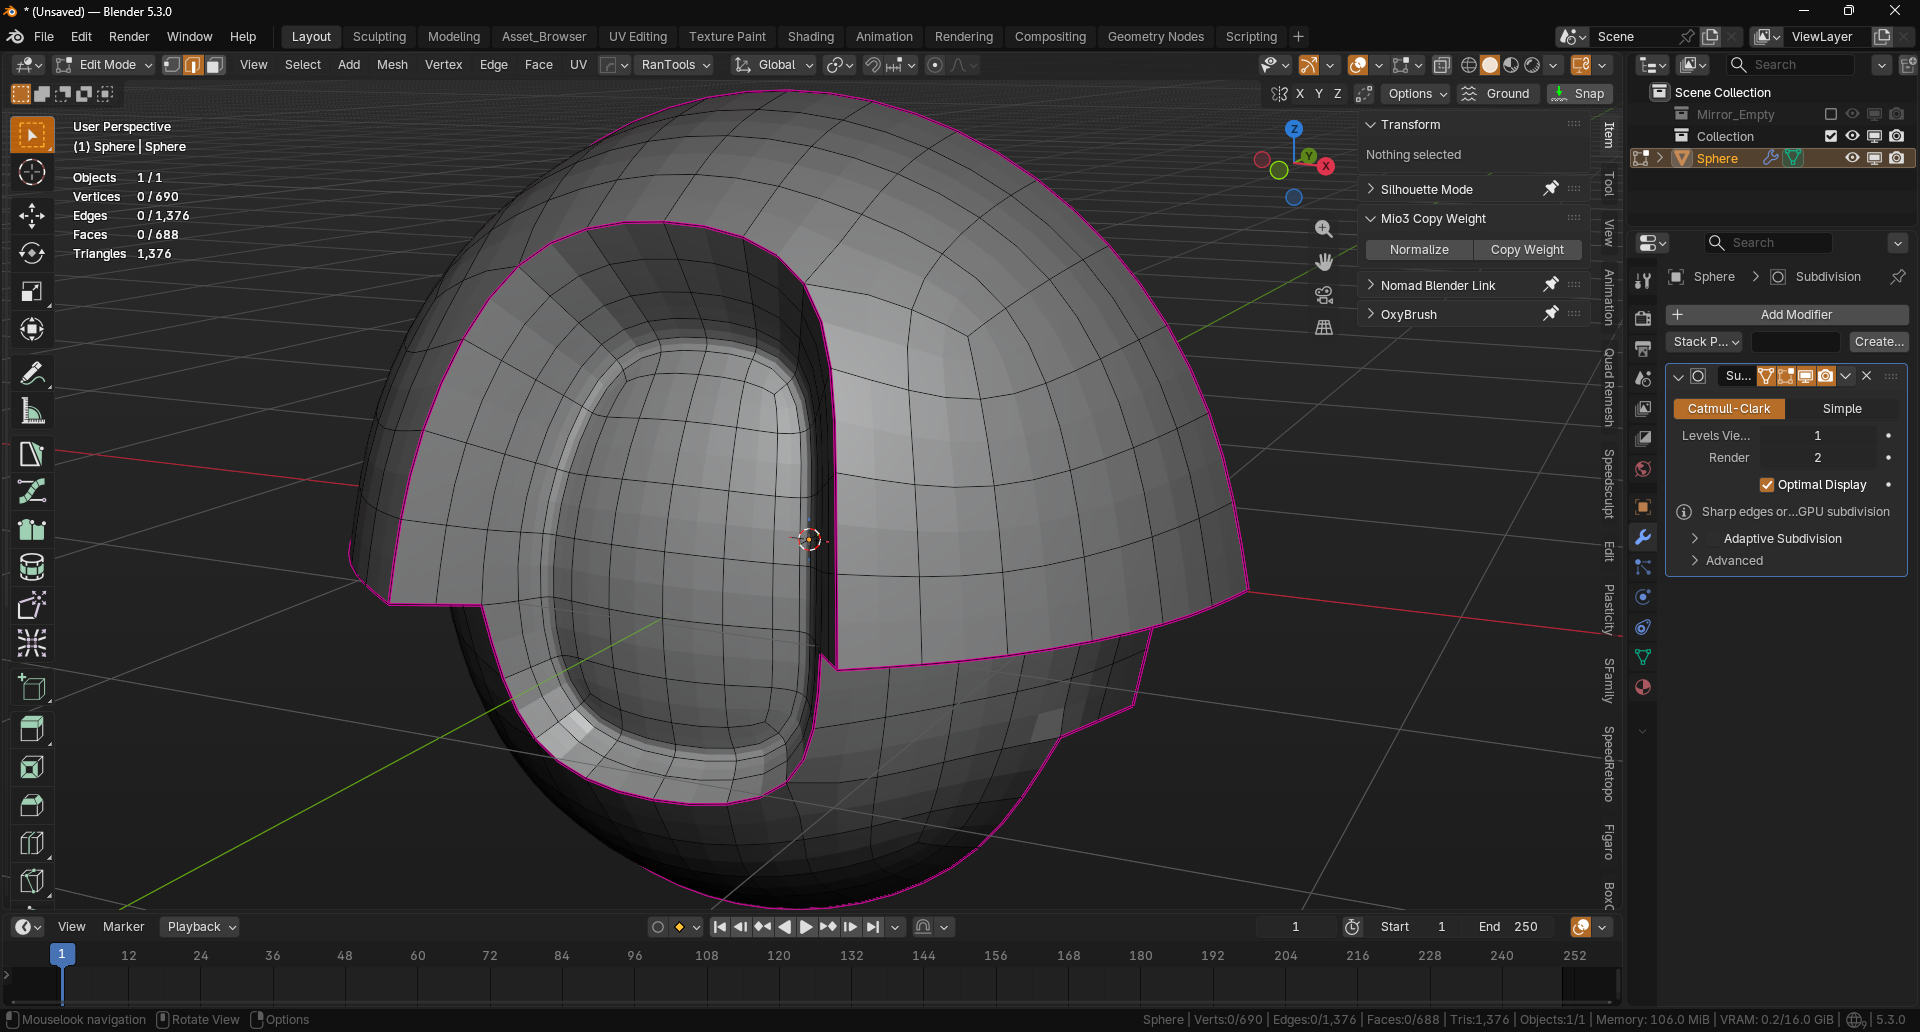 * (Unsaved) — Blender 5.3.0
File Edit Render Window Help
Layout Sculpting Modeling Asset_Browser UV Editing Texture Paint Shading Animation Rendering Compositing Geometry Nodes Scripting +
Scene
ViewLayer
Edit Mode View Select Add Mesh Vertex Edge Face UV RanTools Global
X Y Z Options Ground Snap
User Perspective
(1) Sphere | Sphere
Objects 1/1
Vertices 0/690
Edges 0/1,376
Faces 0/688
Triangles 1,376
Z
Y
X
Transform
Nothing selected
Silhouette Mode
Mio3 Copy Weight
Normalize Copy Weight
Nomad Blender Link
OxyBrush
Item
Tool
View
Animation
Quad Remesh
Speedsculpt
Edit
Plasticity
SFamily
SpeedRetopo
Figaro
BoxC
Search
Scene Collection
Mirror_Empty
Collection
Sphere
Search
Sphere > Subdivision
+ Add Modifier
Stack P... Create...
Su...
Catmull-Clark Simple
Levels Vie... 1
Render 2
Optimal Display
Sharp edges or...GPU subdivision
Adaptive Subdivision
Advanced
View Marker Playback
1 Start 1 End 250
1 12 24 36 48 60 72 84 96 108 120 132 144 156 168 180 192 204 216 228 240 252
Mouselook navigation Rotate View Options
Sphere | Verts:0/690 | Edges:0/1,376 | Faces:0/688 | Tris:1,376 | Objects:1/1 | Memory: 106.0 MiB | VRAM: 0.2/16.0 GiB | 5.3.0